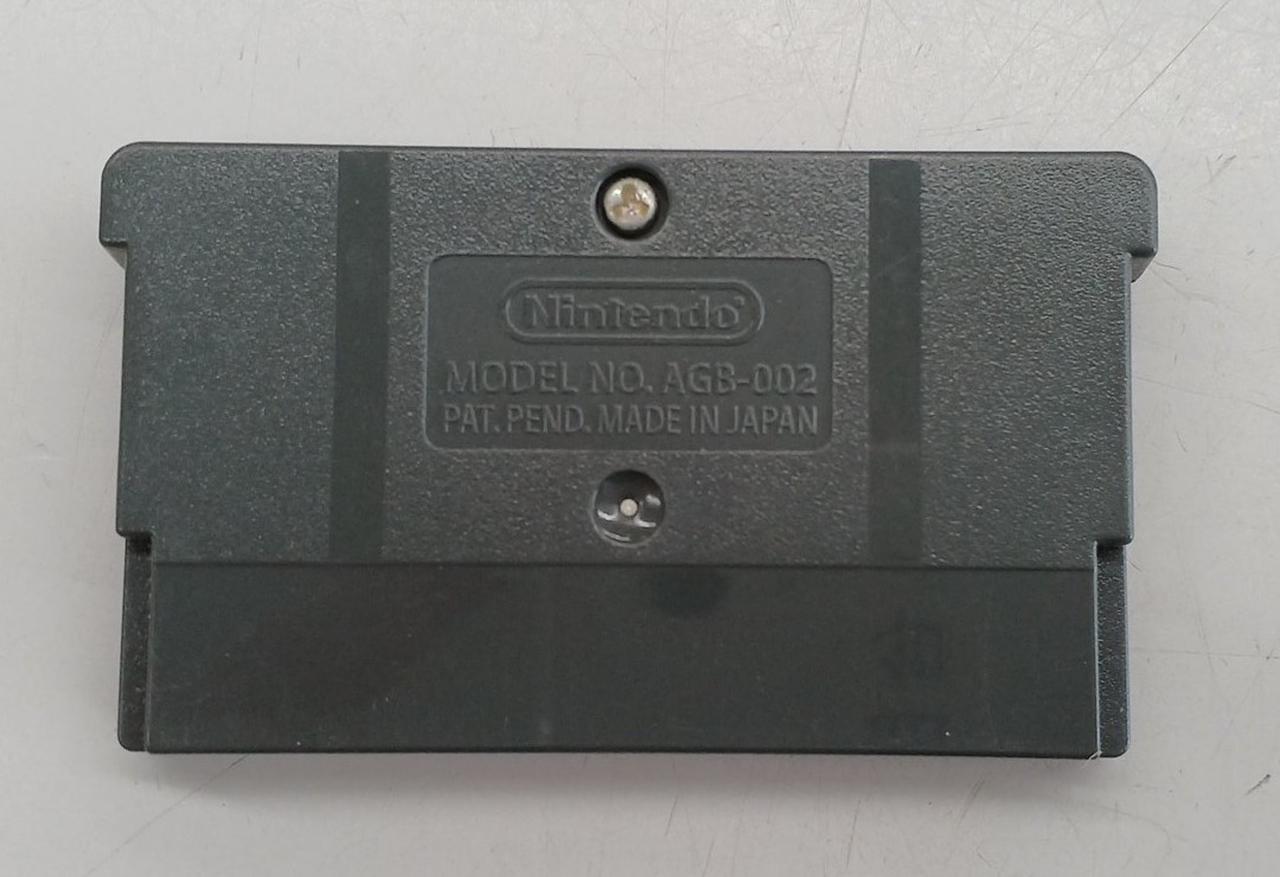 Nintendo
MODEL NO. AGB-002
PAT. PEND. MADE IN JAPAN